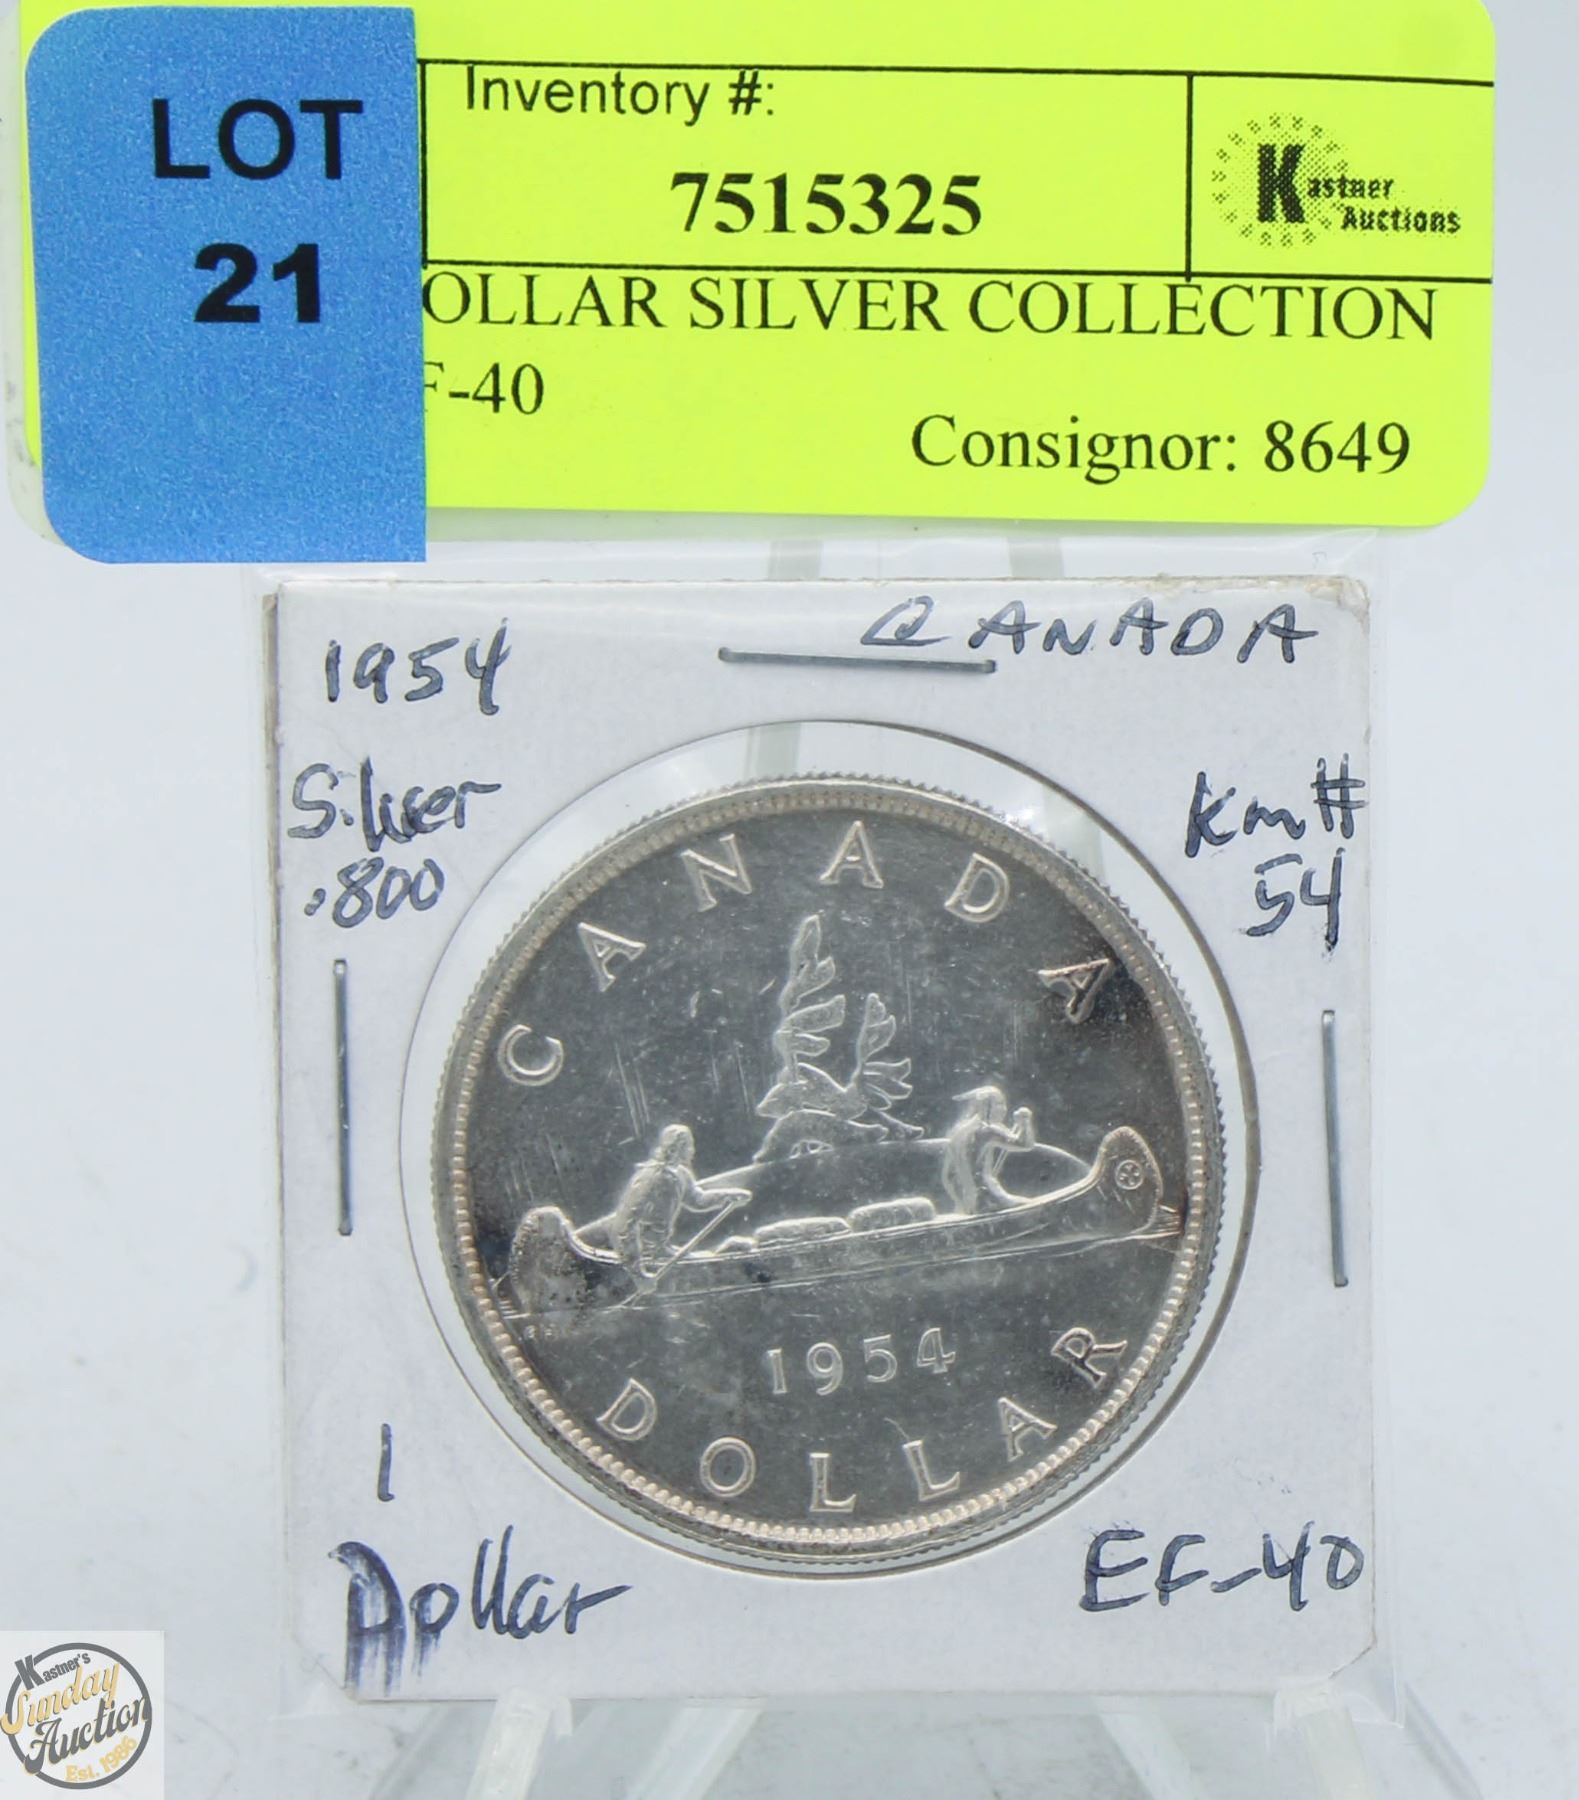 LOT
21
Inventory #:
7515325
Kastner
Auctions
OLLAR SILVER COLLECTION
F-40
Consignor: 8649
1954
CANADA
Silver
.800
Km#
54
CANADA
1954
DOLLAR
1
Dollar
EF-40
Kastner's
Sunday
Auction
Est. 1986